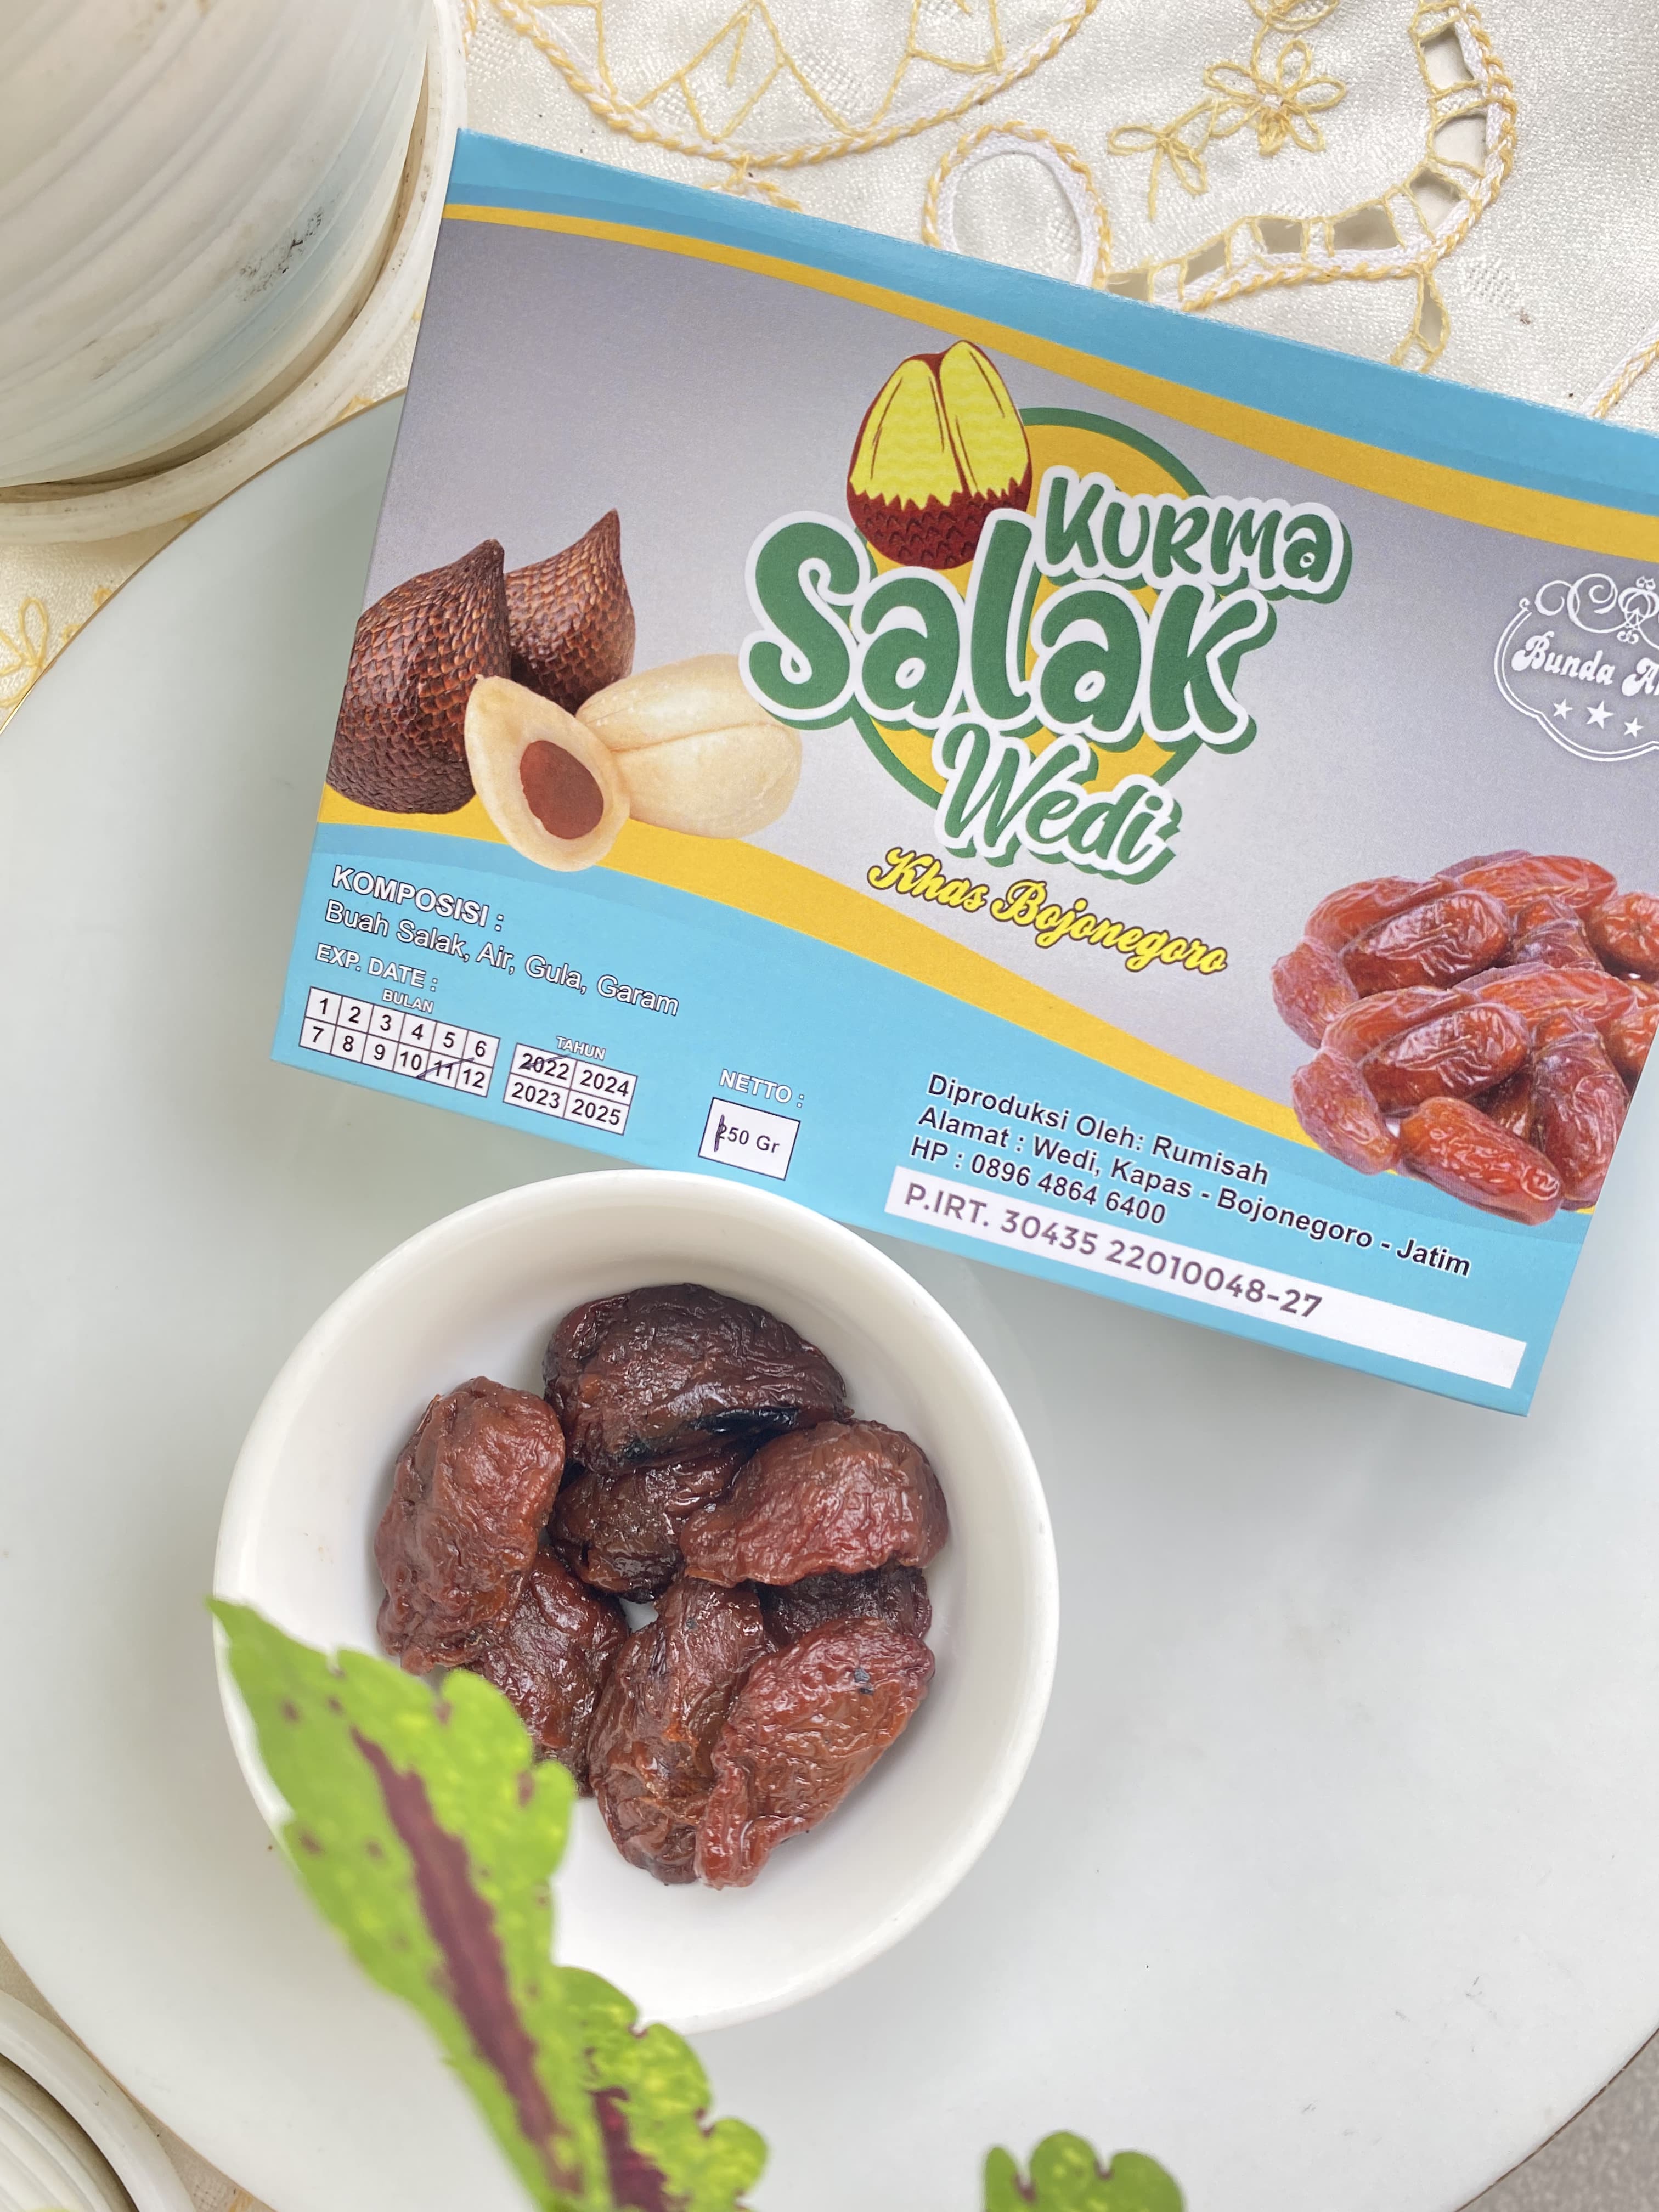 Kurma
Salak
Wedi
Khas Bojonegoro
Bunda
KOMPOSISI :
Buah Salak, Air, Gula, Garam
EXP. DATE :
BULAN
1 2 3 4 5 6
7 8 9 10 11 12
TAHUN
2022 2024
2023 2025
NETTO :
250 Gr
Diproduksi Oleh: Rumisah
Alamat : Wedi, Kapas - Bojonegoro - Jatim
HP : 0896 4864 6400
P.IRT. 30435 22010048-27